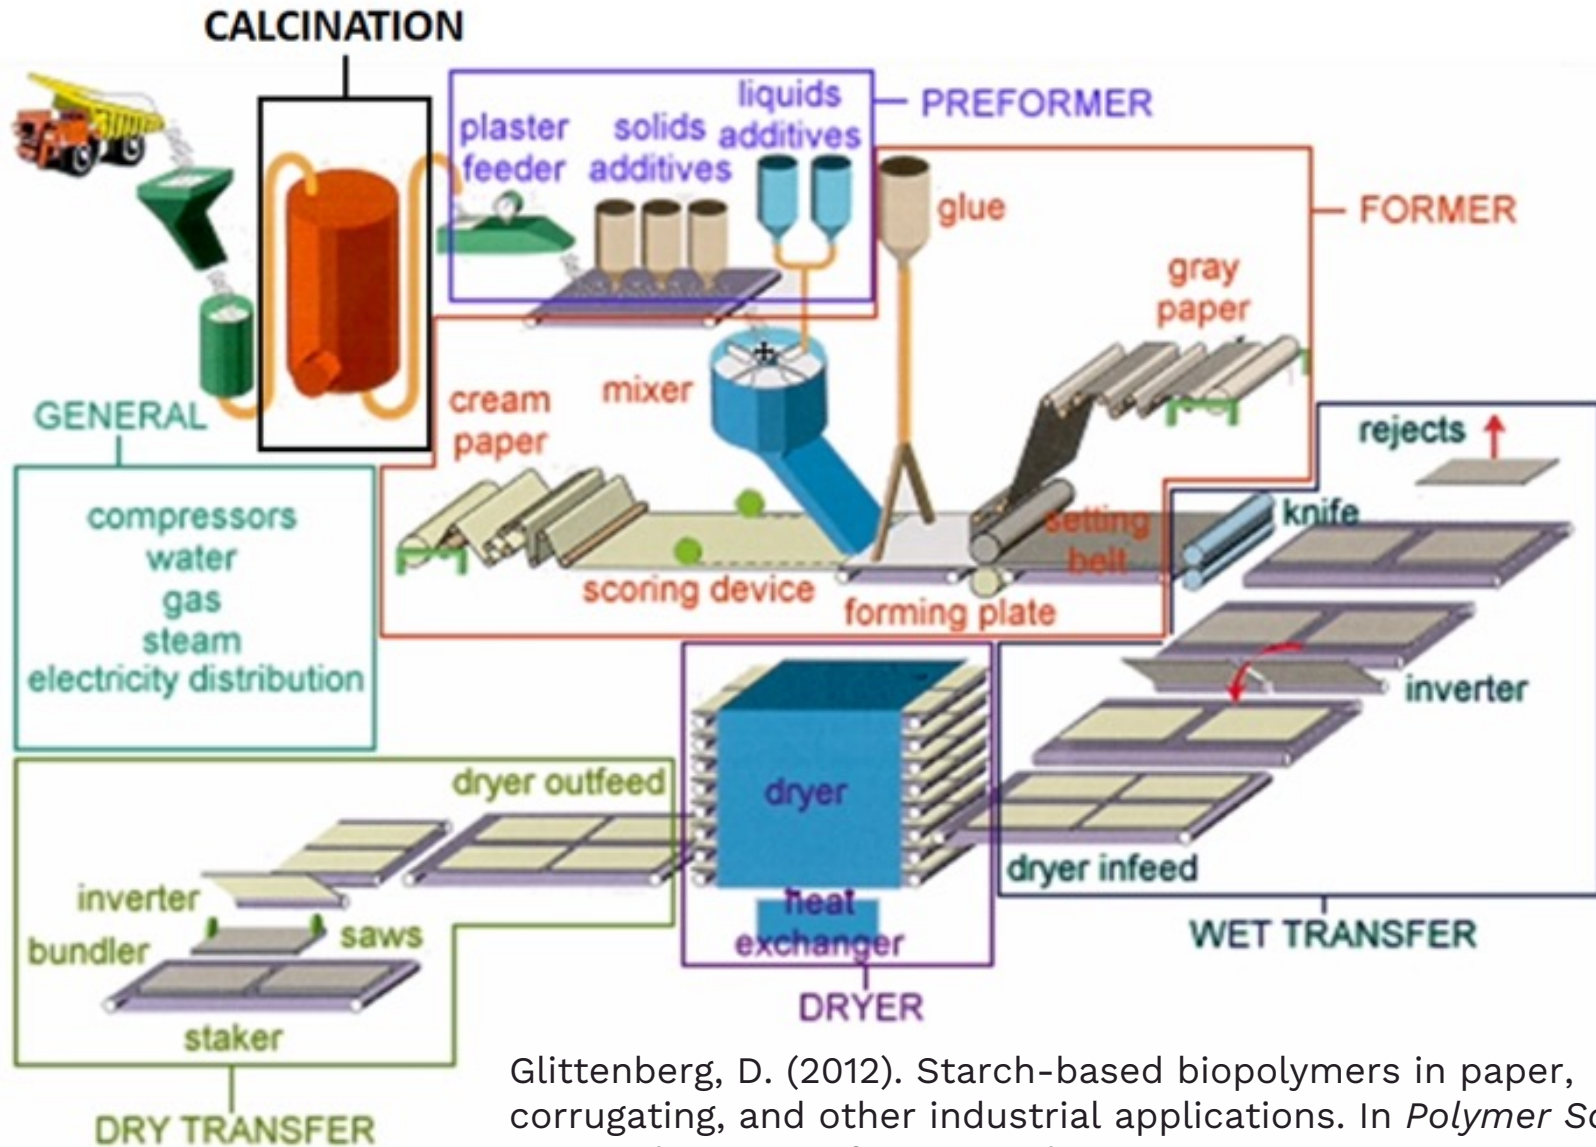 CALCINATION
plaster
feeder
solids
additives
liquids
additives
PREFORMER
glue
FORMER
gray
paper
mixer
cream
paper
GENERAL
compressors
water
gas
steam
electricity distribution
scoring device
forming plate
setting
belt
rejects
knife
inverter
dryer infeed
WET TRANSFER
dryer
heat
exchanger
DRYER
dryer outfeed
inverter
saws
bundler
staker
DRY TRANSFER
Glittenberg, D. (2012). Starch-based biopolymers in paper,
corrugating, and other industrial applications. In Polymer